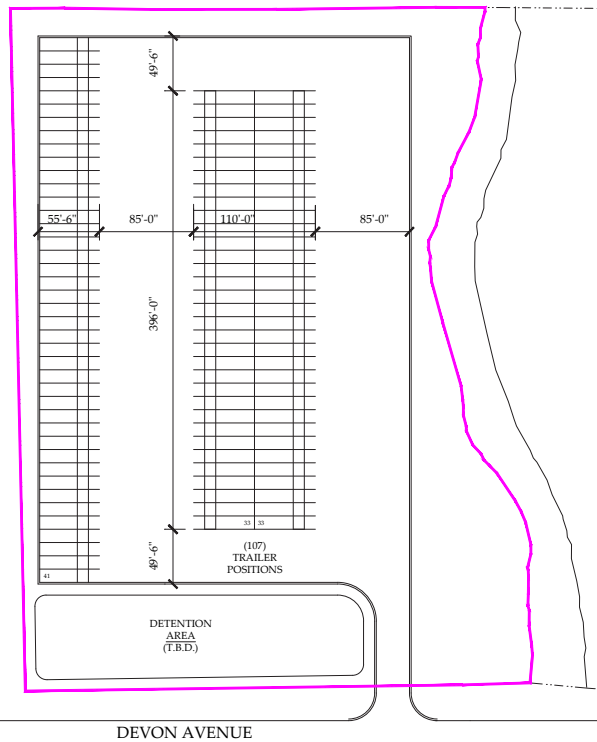 49'-6"
55'-6"
85'-0"
110'-0"
85'-0"
396'-0"
33 33
49'-6"
(107)
TRAILER
POSITIONS
41
DETENTION
AREA
(T.B.D.)
DEVON AVENUE